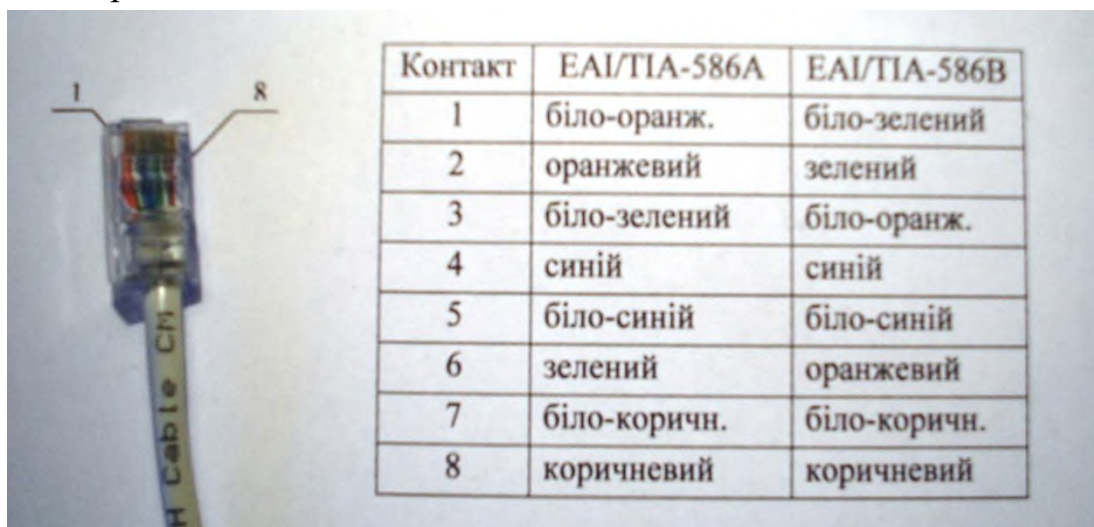 1
8
Контакт EAI/TIA-586A EAI/TIA-586B
1 біло-оранж. біло-зелений
2 оранжевий зелений
3 біло-зелений біло-оранж.
4 синій синій
5 біло-синій біло-синій
6 зелений оранжевий
7 біло-коричн. біло-коричн.
8 коричневий коричневий
H Cable CM